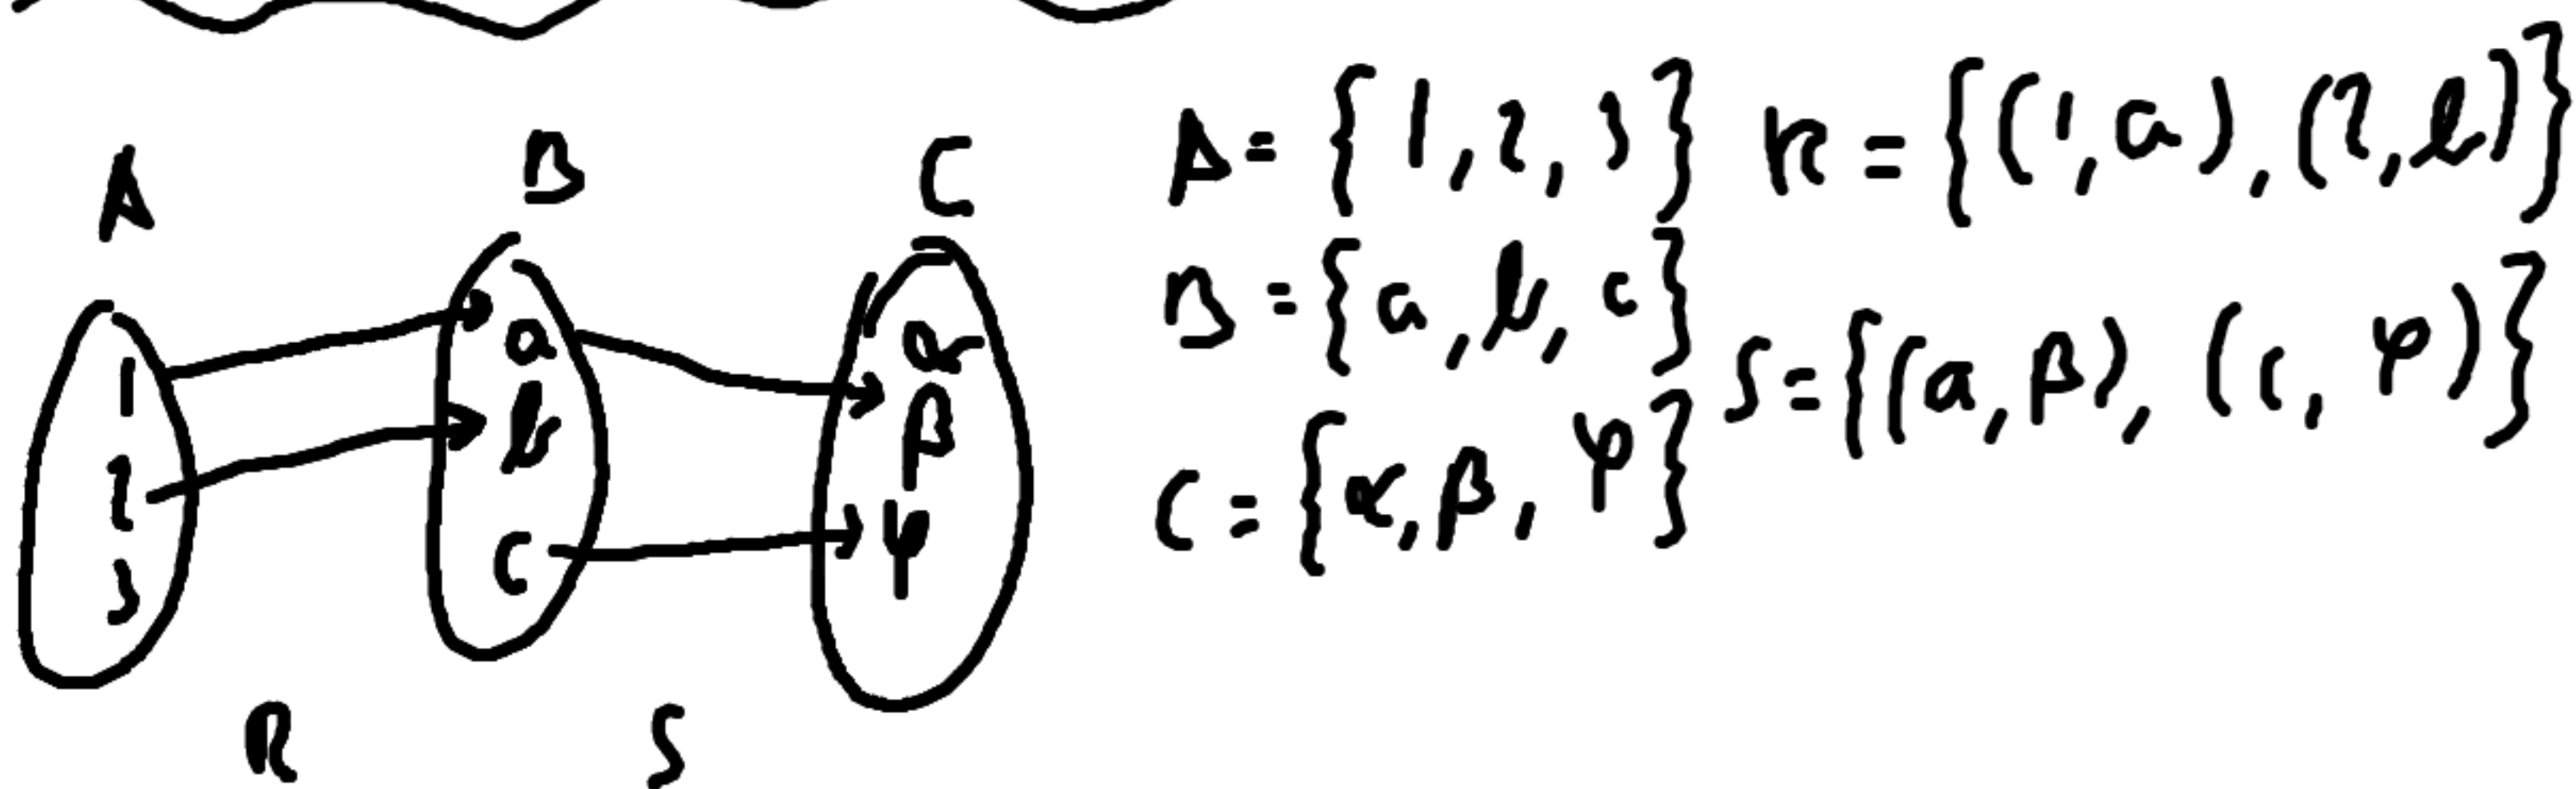 A B C
A = {1, 2, 3} R = {(1, a), (2, b)}
B = {a, b, c}
S = {(a, β), (c, φ)}
C = {α, β, φ}
1 a α
2 b β
3 c φ
R S